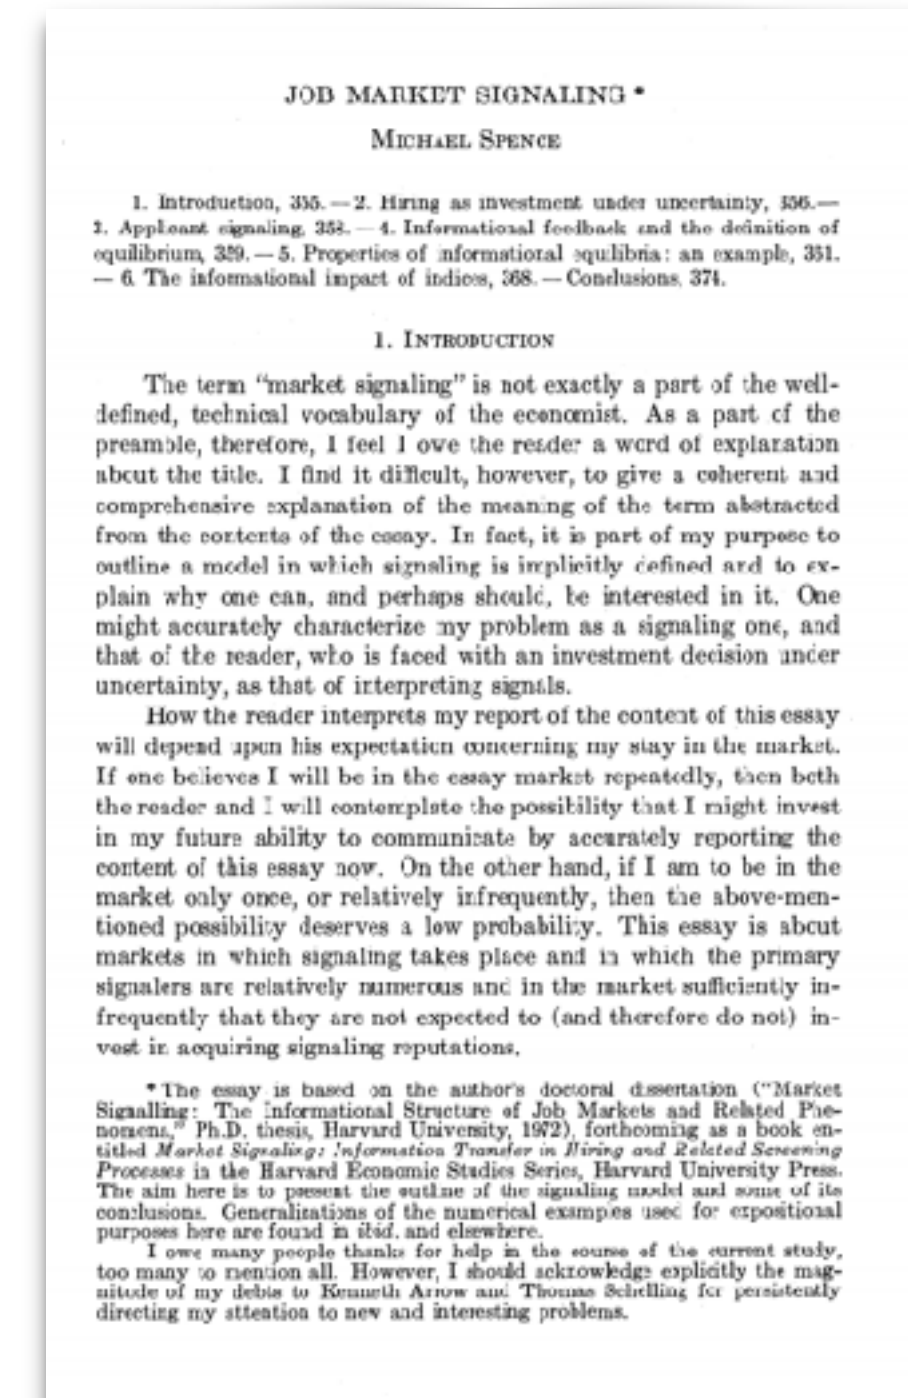 JOB MARKET SIGNALING *
MICHAEL SPENCE
1. Introduction, 355. — 2. Hiring as investment under uncertainty, 356. —
3. Applicant signaling, 358. — 4. Informational feedback and the definition of
equilibrium, 359. — 5. Properties of informational equilibria: an example, 361.
— 6. The informational impact of indices, 368. — Conclusions, 374.
1. INTRODUCTION
The term "market signaling" is not exactly a part of the well-
defined, technical vocabulary of the economist. As a part of the
preamble, therefore, I feel I owe the reader a word of explanation
about the title. I find it difficult, however, to give a coherent and
comprehensive explanation of the meaning of the term abstracted
from the contents of the essay. In fact, it is part of my purpose to
outline a model in which signaling is implicitly defined and to ex-
plain why one can, and perhaps should, be interested in it. One
might accurately characterize my problem as a signaling one, and
that of the reader, who is faced with an investment decision under
uncertainty, as that of interpreting signals.
How the reader interprets my report of the content of this essay
will depend upon his expectation concerning my stay in the market.
If one believes I will be in the essay market repeatedly, then both
the reader and I will contemplate the possibility that I might invest
in my future ability to communicate by accurately reporting the
content of this essay now. On the other hand, if I am to be in the
market only once, or relatively infrequently, then the above-men-
tioned possibility deserves a low probability. This essay is about
markets in which signaling takes place and in which the primary
signalers are relatively numerous and in the market sufficiently in-
frequently that they are not expected to (and therefore do not) in-
vest in acquiring signaling reputations.
* The essay is based on the author's doctoral dissertation ("Market
Signalling: The Informational Structure of Job Markets and Related Phe-
nomena," Ph.D. thesis, Harvard University, 1972), forthcoming as a book en-
titled Market Signaling: Information Transfer in Hiring and Related Screening
Processes in the Harvard Economic Studies Series, Harvard University Press.
The aim here is to present the outline of the signaling model and some of its
conclusions. Generalizations of the numerical examples used for expositional
purposes here are found in ibid. and elsewhere.
I owe many people thanks for help in the course of the current study,
too many to mention all. However, I should acknowledge explicitly the mag-
nitude of my debts to Kenneth Arrow and Thomas Schelling for persistently
directing my attention to new and interesting problems.